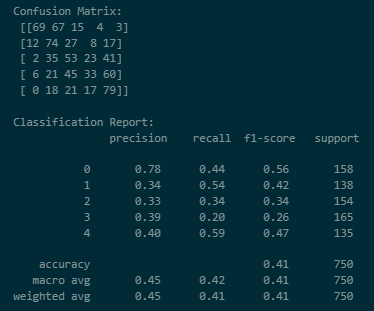 Confusion Matrix:
[[69 67 15  4  3]
[12 74 27  8 17]
[ 2 35 53 23 41]
[ 6 21 45 33 60]
[ 0 18 21 17 79]]
Classification Report:
precision recall f1-score support
0 0.78 0.44 0.56 158
1 0.34 0.54 0.42 138
2 0.33 0.34 0.34 154
3 0.39 0.20 0.26 165
4 0.40 0.59 0.47 135
accuracy 0.41 750
macro avg 0.45 0.42 0.41 750
weighted avg 0.45 0.41 0.41 750